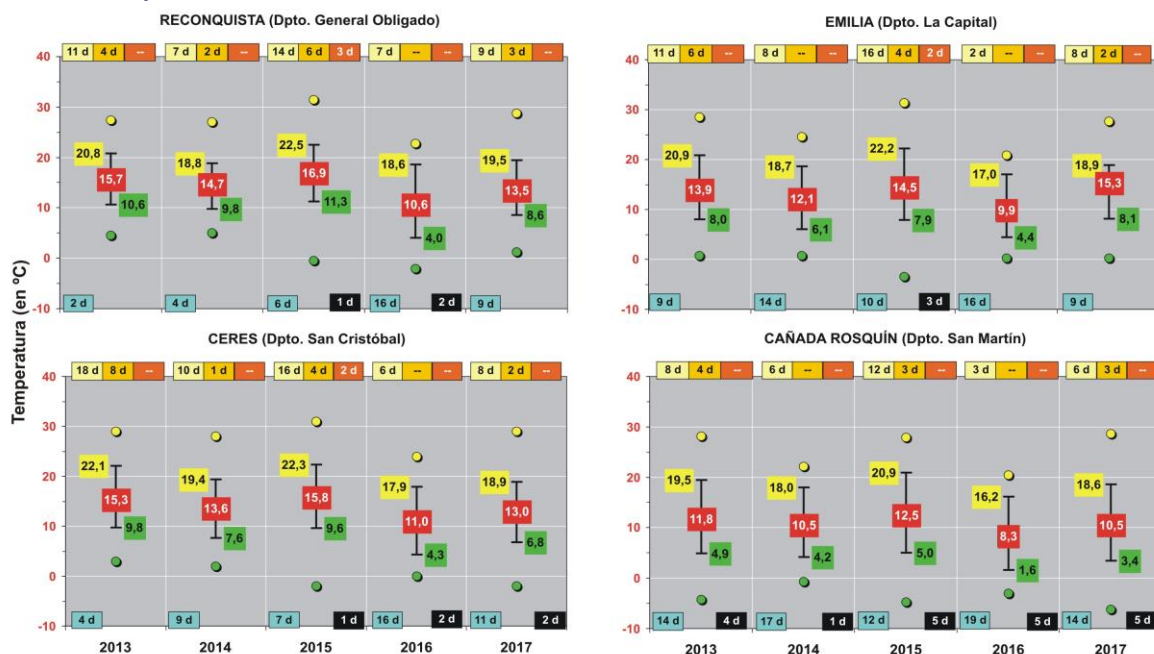 RECONQUISTA (Dpto. General Obligado)
11 d 4 d -- 7 d 2 d -- 14 d 6 d 3 d 7 d -- -- 9 d 3 d --
40
30
20
10
0
-10
20,8 18,8 22,5 18,6 19,5
15,7 14,7 16,9 10,6 13,5
10,6 9,8 11,3 4,0 8,6
2 d 4 d 6 d 1 d 16 d 2 d 9 d
EMILIA (Dpto. La Capital)
11 d 6 d -- 8 d -- -- 16 d 4 d 2 d 2 d -- -- 8 d 2 d --
40
30
20
10
0
-10
20,9 18,7 22,2 17,0 18,9
13,9 12,1 14,5 9,9 15,3
8,0 6,1 7,9 4,4 8,1
9 d 14 d 10 d 3 d 16 d 9 d
Temperatura (en ºC)
CERES (Dpto. San Cristóbal)
18 d 8 d -- 10 d 1 d -- 16 d 4 d 2 d 6 d -- -- 8 d 2 d --
40
30
20
10
0
-10
22,1 19,4 22,3 17,9 18,9
15,3 13,6 15,8 11,0 13,0
9,8 7,6 9,6 4,3 6,8
4 d 9 d 7 d 1 d 16 d 2 d 11 d 2 d
2013 2014 2015 2016 2017
CAÑADA ROSQUÍN (Dpto. San Martín)
8 d 4 d -- 6 d -- -- 12 d 3 d -- 3 d -- -- 6 d 3 d --
40
30
20
10
0
-10
19,5 18,0 20,9 16,2 18,6
11,8 10,5 12,5 8,3 10,5
4,9 4,2 5,0 1,6 3,4
14 d 4 d 17 d 1 d 12 d 5 d 19 d 5 d 14 d 5 d
2013 2014 2015 2016 2017